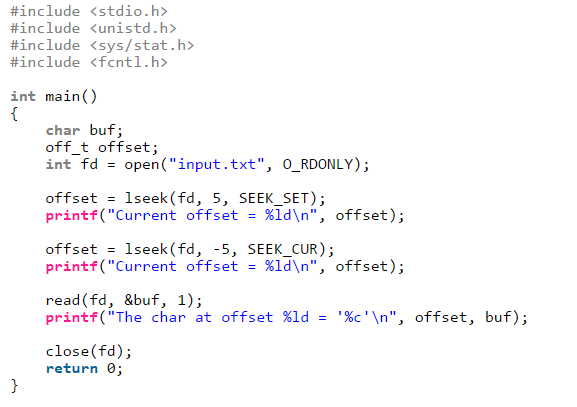 #include <stdio.h>
#include <unistd.h>
#include <sys/stat.h>
#include <fcntl.h>

int main()
{
    char buf;
    off_t offset;
    int fd = open("input.txt", O_RDONLY);

    offset = lseek(fd, 5, SEEK_SET);
    printf("Current offset = %ld\n", offset);

    offset = lseek(fd, -5, SEEK_CUR);
    printf("Current offset = %ld\n", offset);

    read(fd, &buf, 1);
    printf("The char at offset %ld = '%c'\n", offset, buf);

    close(fd);
    return 0;
}